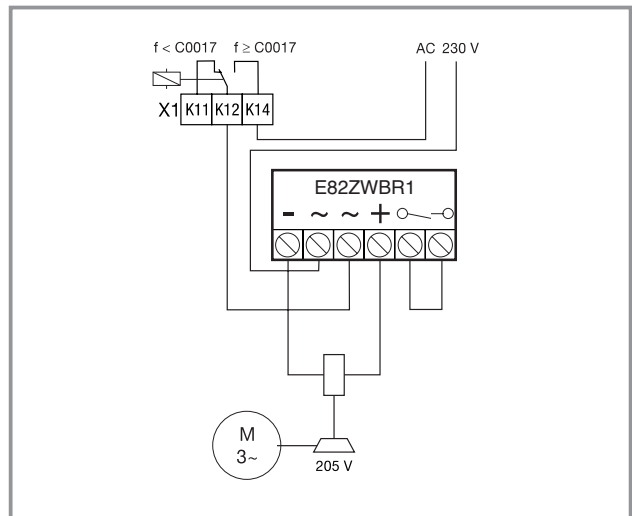 f < C0017 f ≥ C0017 AC 230 V
X1 K11 K12 K14
E82ZWBR1
- ~ ~ +
M
3~
205 V